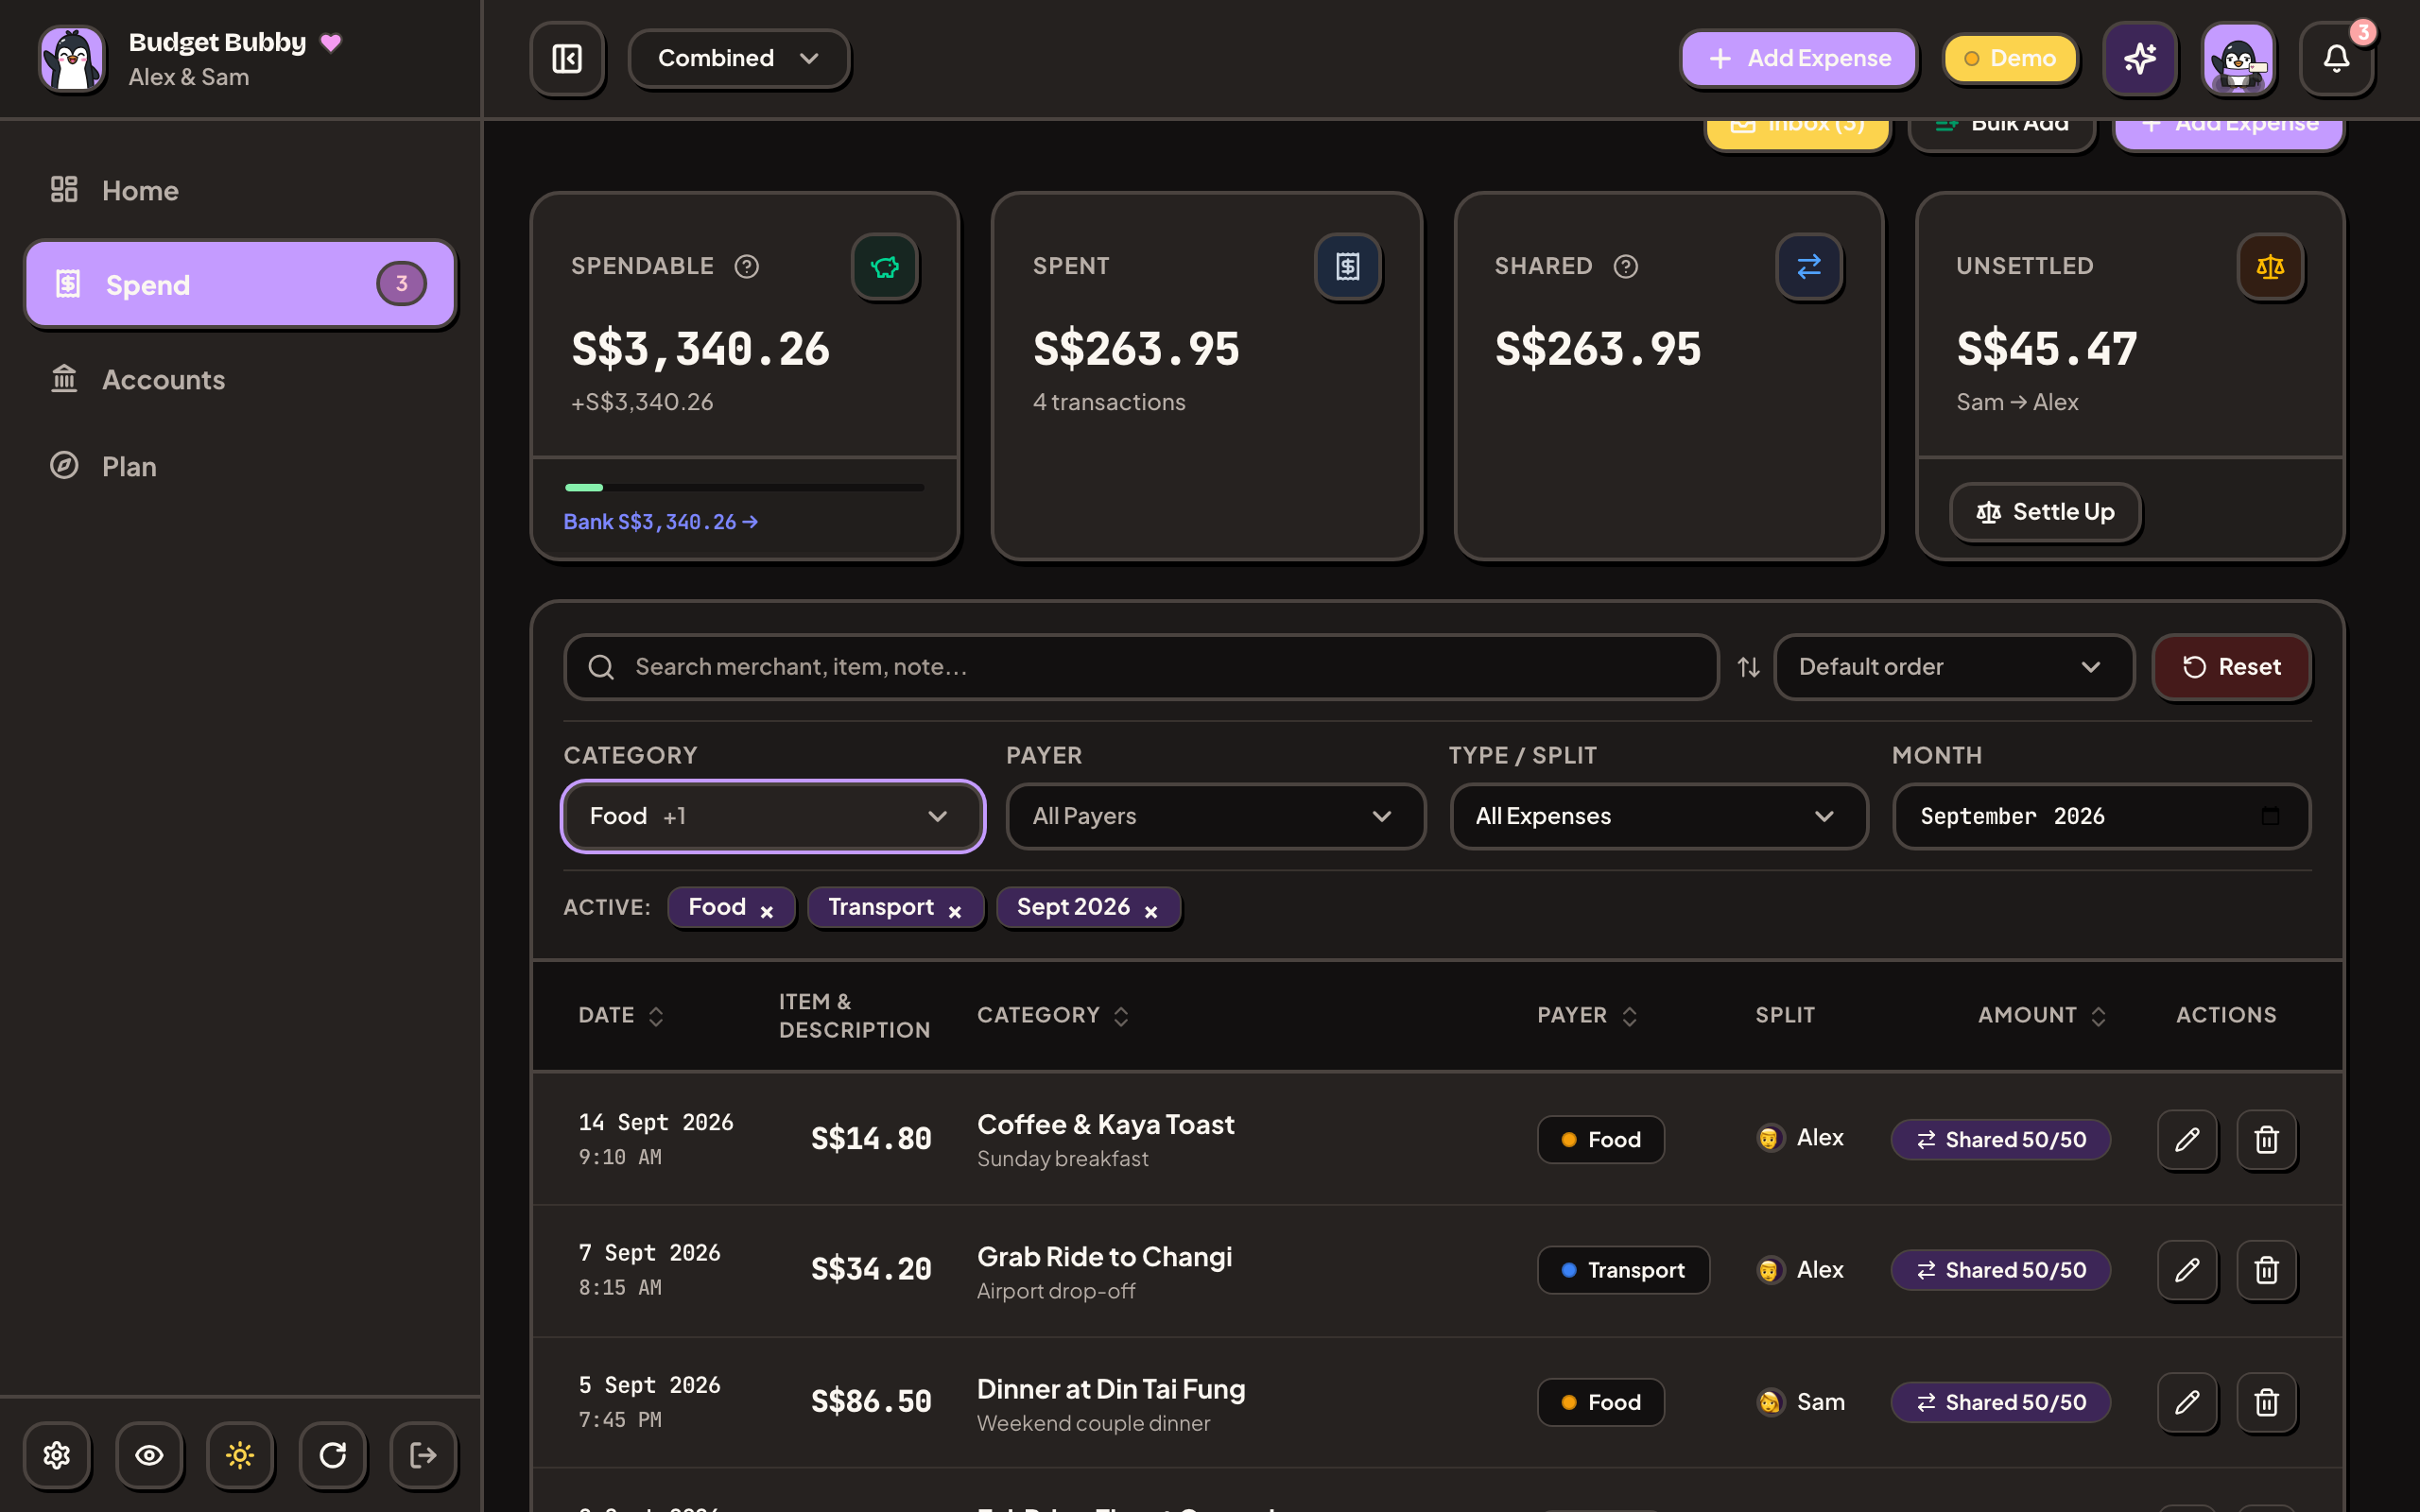 Budget Bubby
Alex & Sam
Combined
Add Expense
Demo
3
Home
Spend
3
Accounts
Plan
Inbox (3)
Bulk Add
Add Expense
SPENDABLE
S$3,340.26
+S$3,340.26
Bank S$3,340.26 →
SPENT
S$263.95
4 transactions
SHARED
S$263.95
UNSETTLED
S$45.47
Sam → Alex
Settle Up
Search merchant, item, note...
Default order
Reset
CATEGORY
PAYER
TYPE / SPLIT
MONTH
Food +1
All Payers
All Expenses
September 2026
ACTIVE: Food × Transport × Sept 2026 ×
DATE
ITEM &
DESCRIPTION
CATEGORY
PAYER
SPLIT
AMOUNT
ACTIONS
14 Sept 2026
9:10 AM
S$14.80
Coffee & Kaya Toast
Sunday breakfast
Food
Alex
Shared 50/50
7 Sept 2026
8:15 AM
S$34.20
Grab Ride to Changi
Airport drop-off
Transport
Alex
Shared 50/50
5 Sept 2026
7:45 PM
S$86.50
Dinner at Din Tai Fung
Weekend couple dinner
Food
Sam
Shared 50/50